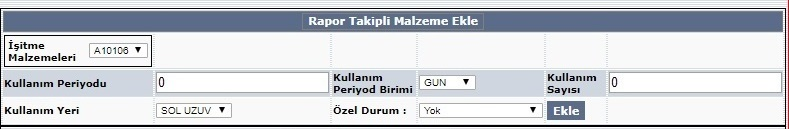 Rapor Takipli Malzeme Ekle
İşitme Malzemeleri A10106
Kullanım Periyodu 0 Kullanım Periyod Birimi GUN Kullanım Sayısı 0
Kullanım Yeri SOL UZUV Özel Durum : Yok Ekle